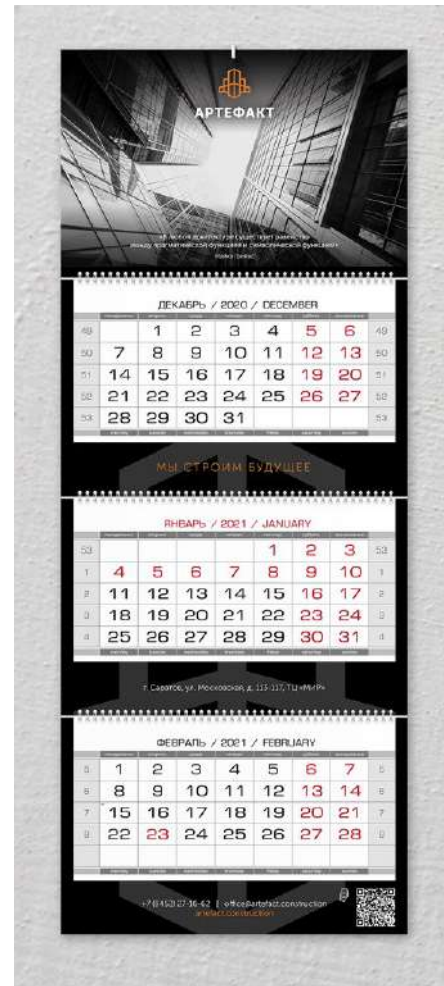 АРТЕФАКТ
ДЕКАБРЬ / 2020 / DECEMBER
49 1 2 3 4 5 6 49
50 7 8 9 10 11 12 13 50
51 14 15 16 17 18 19 20 51
52 21 22 23 24 25 26 27 52
53 28 29 30 31 53
МЫ СТРОИМ БУДУЩЕЕ
ЯНВАРЬ / 2021 / JANUARY
53 1 2 3 53
1 4 5 6 7 8 9 10 1
2 11 12 13 14 15 16 17 2
3 18 19 20 21 22 23 24 3
4 25 26 27 28 29 30 31 4
г. Саратов, ул. Московская, д. 113-117, ТЦ «МИР»
ФЕВРАЛЬ / 2021 / FEBRUARY
5 1 2 3 4 5 6 7 5
6 8 9 10 11 12 13 14 6
7 15 16 17 18 19 20 21 7
8 22 23 24 25 26 27 28 8
office@artefact.construction
artefact.construction